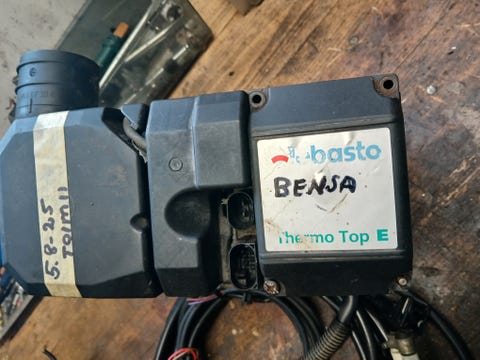 5.8-25
TOIMII
basto
BENSA
Thermo Top E